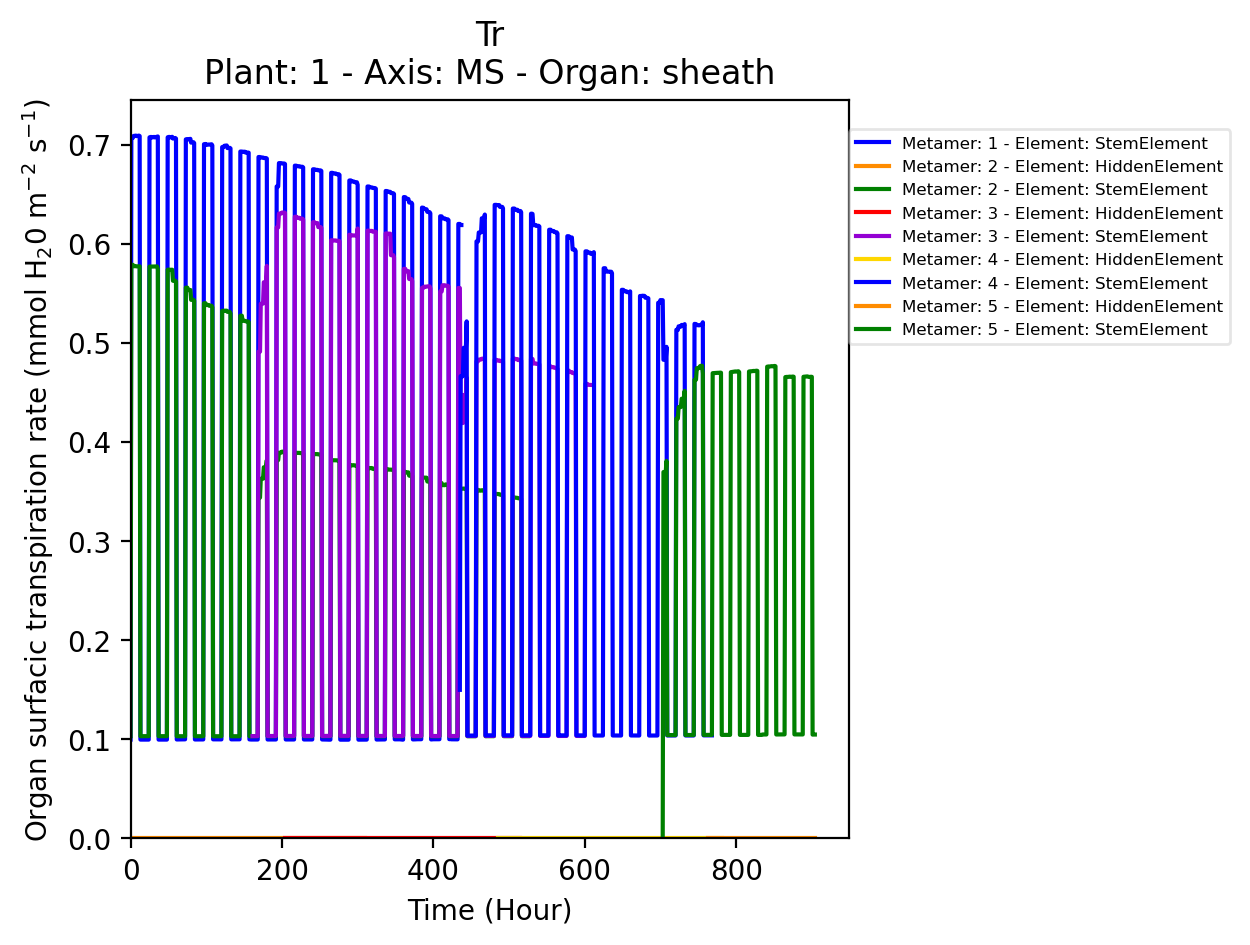 Tr
Plant: 1 - Axis: MS - Organ: sheath
Organ surfacic transpiration rate (mmol H₂0 m⁻² s⁻¹)
0.7
0.6
0.5
0.4
0.3
0.2
0.1
0.0
0 200 400 600 800
Time (Hour)
Metamer: 1 - Element: StemElement
Metamer: 2 - Element: HiddenElement
Metamer: 2 - Element: StemElement
Metamer: 3 - Element: HiddenElement
Metamer: 3 - Element: StemElement
Metamer: 4 - Element: HiddenElement
Metamer: 4 - Element: StemElement
Metamer: 5 - Element: HiddenElement
Metamer: 5 - Element: StemElement